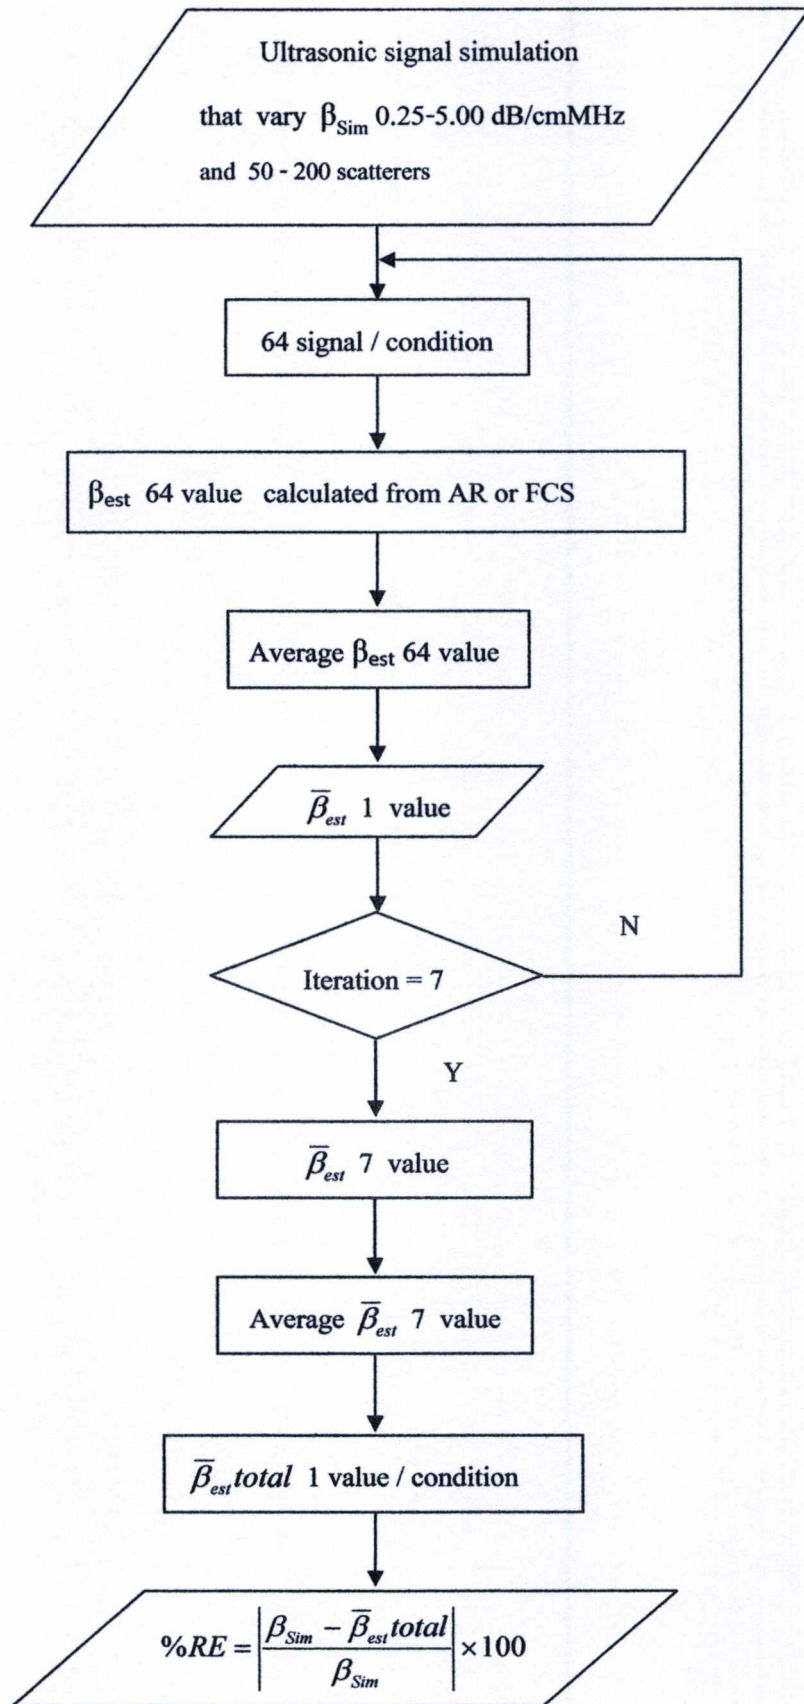 Ultrasonic signal simulation
that vary β_Sim 0.25-5.00 dB/cmMHz
and 50 - 200 scatterers
64 signal / condition
β_est 64 value calculated from AR or FCS
Average β_est 64 value
β̅_est 1 value
Iteration = 7
N
Y
β̅_est 7 value
Average β̅_est 7 value
β̅_est total 1 value / condition
%RE = |(β_Sim − β̅_est total) / β_Sim| × 100